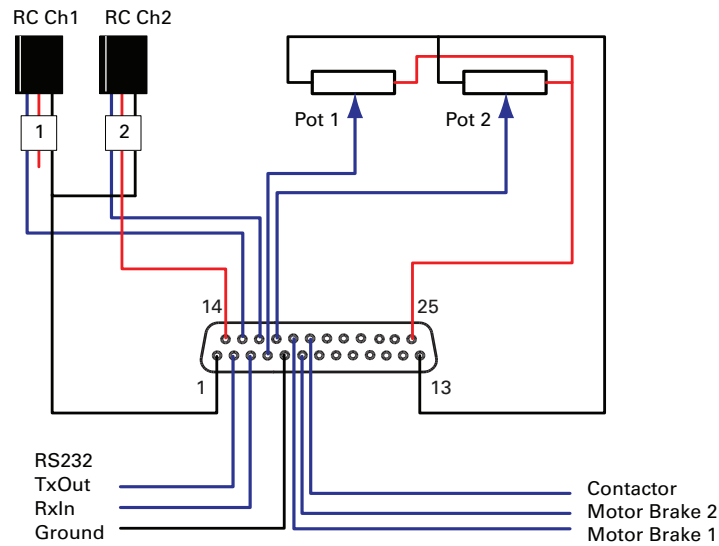 RC Ch1 RC Ch2
1 2
Pot 1 Pot 2
14 25
1 13
RS232
TxOut
RxIn
Ground
Contactor
Motor Brake 2
Motor Brake 1